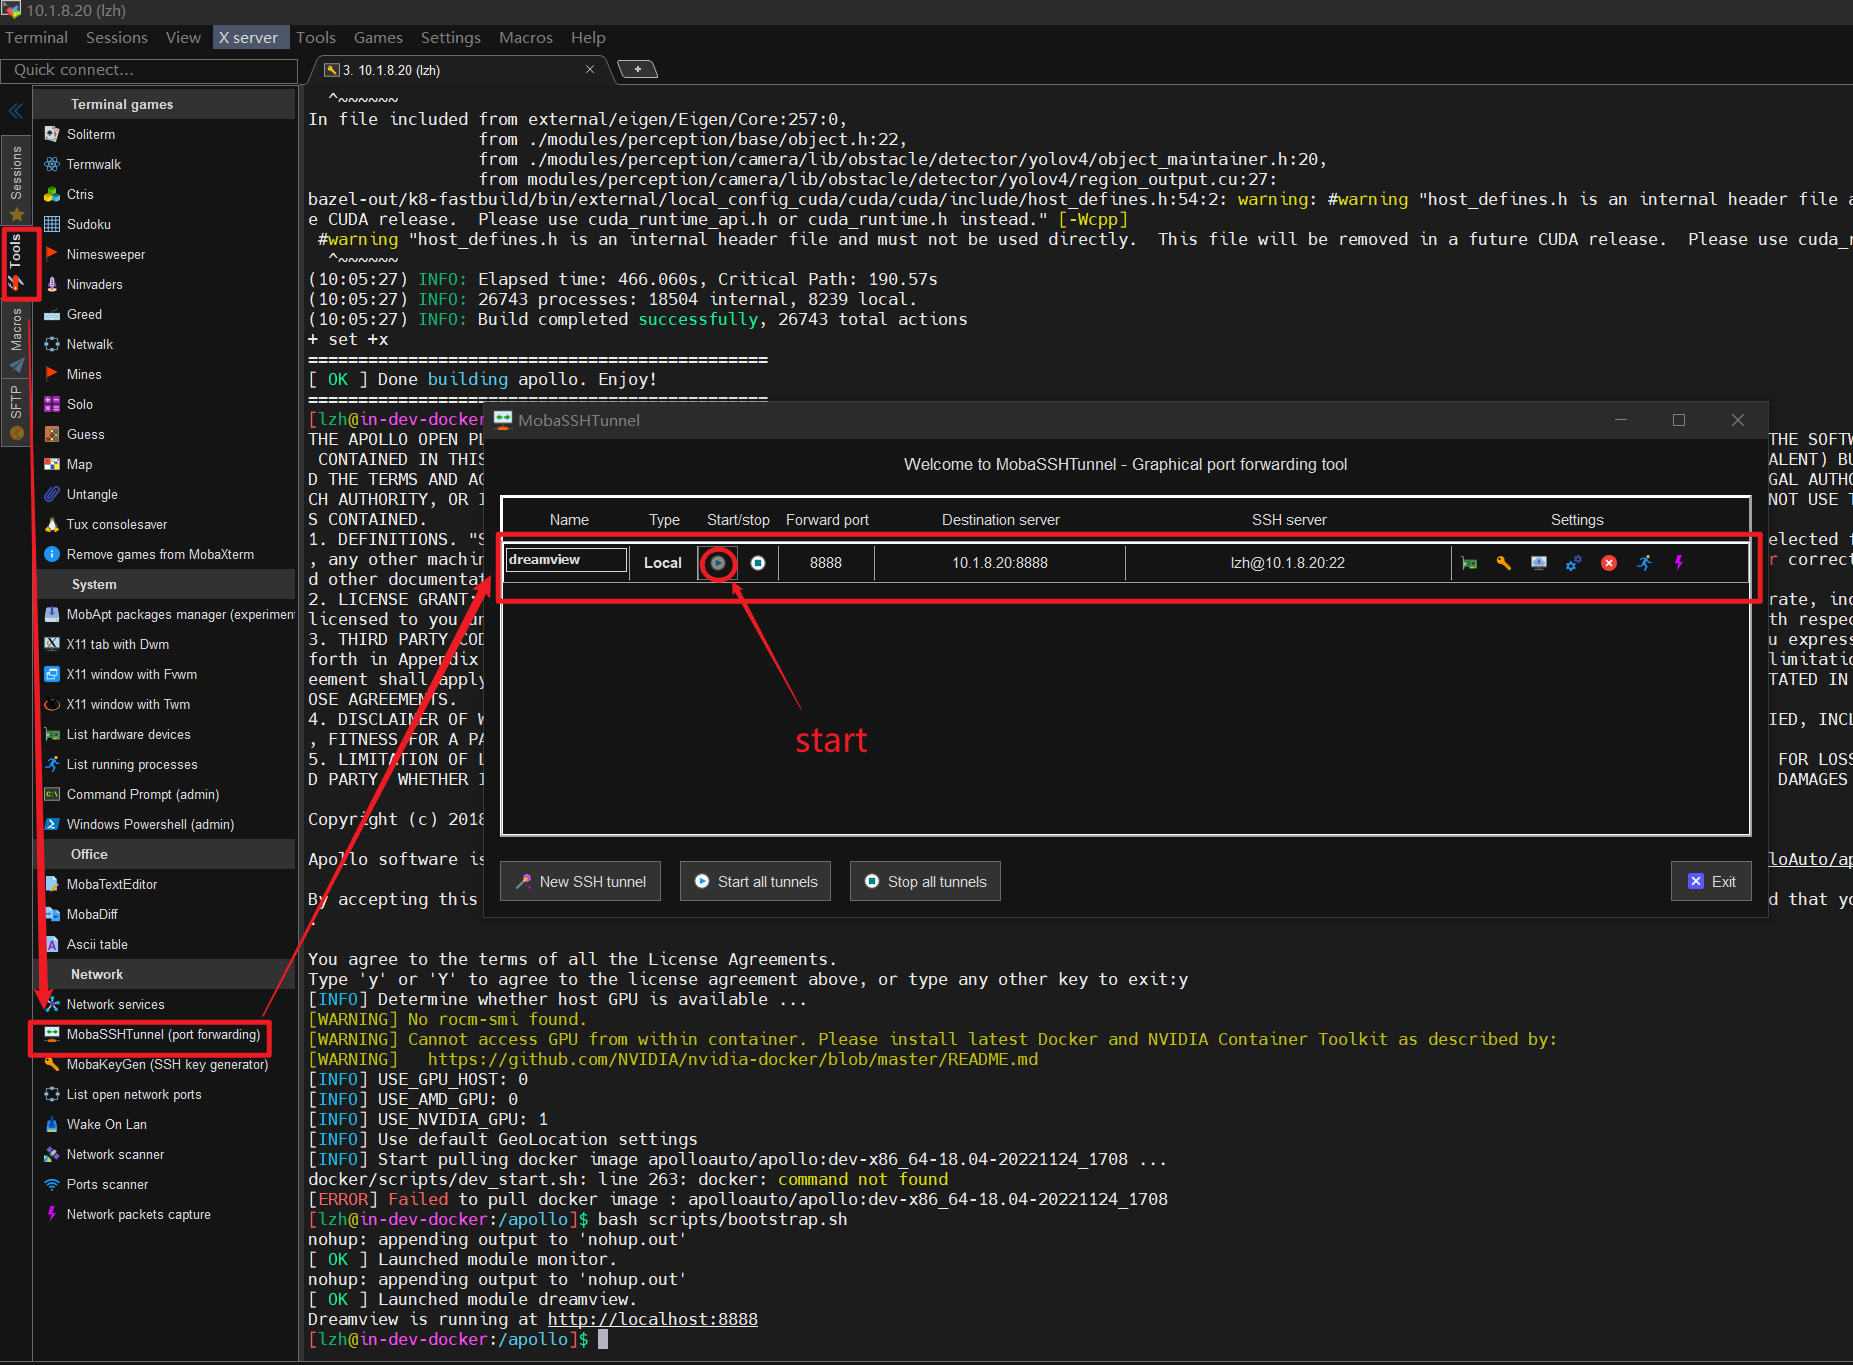 10.1.8.20 (lzh)
Terminal Sessions View X server Tools Games Settings Macros Help
Quick connect...
3. 10.1.8.20 (lzh)
Sessions
Tools
Macros
SFTP
Terminal games
Soliterm
Termwalk
Ctris
Sudoku
Nimesweeper
Ninvaders
Greed
Netwalk
Mines
Solo
Guess
Map
Untangle
Tux consolesaver
Remove games from MobaXterm
System
MobApt packages manager (experiment
X11 tab with Dwm
X11 window with Fvwm
X11 window with Twm
List hardware devices
List running processes
Command Prompt (admin)
Windows Powershell (admin)
Office
MobaTextEditor
MobaDiff
Ascii table
Network
Network services
MobaSSHTunnel (port forwarding)
MobaKeyGen (SSH key generator)
List open network ports
Wake On Lan
Network scanner
Ports scanner
Network packets capture
^~~~~~~
In file included from external/eigen/Eigen/Core:257:0,
from ./modules/perception/base/object.h:22,
from ./modules/perception/camera/lib/obstacle/detector/yolov4/object_maintainer.h:20,
from modules/perception/camera/lib/obstacle/detector/yolov4/region_output.cu:27:
bazel-out/k8-fastbuild/bin/external/local_config_cuda/cuda/cuda/include/host_defines.h:54:2: warning: #warning "host_defines.h is an internal header file a
e CUDA release.  Please use cuda_runtime_api.h or cuda_runtime.h instead." [-Wcpp]
#warning "host_defines.h is an internal header file and must not be used directly.  This file will be removed in a future CUDA release.  Please use cuda_r
^~~~~~~
(10:05:27) INFO: Elapsed time: 466.060s, Critical Path: 190.57s
(10:05:27) INFO: 26743 processes: 18504 internal, 8239 local.
(10:05:27) INFO: Build completed successfully, 26743 total actions
+ set +x
==============================================
[ OK ] Done building apollo. Enjoy!
==============================================
[lzh@in-dev-docker
THE APOLLO OPEN PL THE SOFTW
CONTAINED IN THIS ALENT) BU
D THE TERMS AND AG GAL AUTHO
CH AUTHORITY, OR I NOT USE T
S CONTAINED.
1. DEFINITIONS. "S elected f
, any other machin r correct
d other documentat
2. LICENSE GRANT: rate, inc
licensed to you un th respec
3. THIRD PARTY COD u express
forth in Appendix limitatio
eement shall apply TATED IN
OSE AGREEMENTS.
4. DISCLAIMER OF W IED, INCL
, FITNESS FOR A PA
5. LIMITATION OF L FOR LOSS
D PARTY, WHETHER I DAMAGES
Copyright (c) 2018
Apollo software is loAuto/ap
By accepting this d that yo
.
MobaSSHTunnel
Welcome to MobaSSHTunnel - Graphical port forwarding tool
Name Type Start/stop Forward port Destination server SSH server Settings
dreamview Local 8888 10.1.8.20:8888 lzh@10.1.8.20:22
start
New SSH tunnel Start all tunnels Stop all tunnels Exit
You agree to the terms of all the License Agreements.
Type 'y' or 'Y' to agree to the license agreement above, or type any other key to exit:y
[INFO] Determine whether host GPU is available ...
[WARNING] No rocm-smi found.
[WARNING] Cannot access GPU from within container. Please install latest Docker and NVIDIA Container Toolkit as described by:
[WARNING]   https://github.com/NVIDIA/nvidia-docker/blob/master/README.md
[INFO] USE_GPU_HOST: 0
[INFO] USE_AMD_GPU: 0
[INFO] USE_NVIDIA_GPU: 1
[INFO] Use default GeoLocation settings
[INFO] Start pulling docker image apolloauto/apollo:dev-x86_64-18.04-20221124_1708 ...
docker/scripts/dev_start.sh: line 263: docker: command not found
[ERROR] Failed to pull docker image : apolloauto/apollo:dev-x86_64-18.04-20221124_1708
[lzh@in-dev-docker:/apollo]$ bash scripts/bootstrap.sh
nohup: appending output to 'nohup.out'
[ OK ] Launched module monitor.
nohup: appending output to 'nohup.out'
[ OK ] Launched module dreamview.
Dreamview is running at http://localhost:8888
[lzh@in-dev-docker:/apollo]$